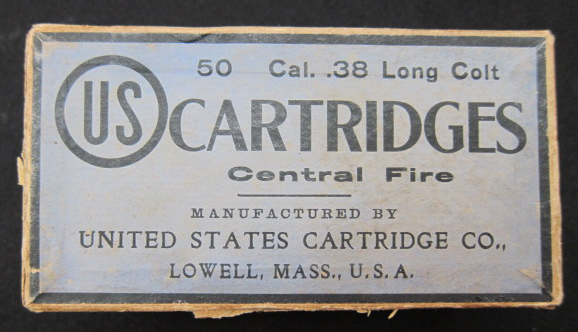 50 Cal. .38 Long Colt
US CARTRIDGES
Central Fire
MANUFACTURED BY
UNITED STATES CARTRIDGE CO.,
LOWELL, MASS., U.S.A.